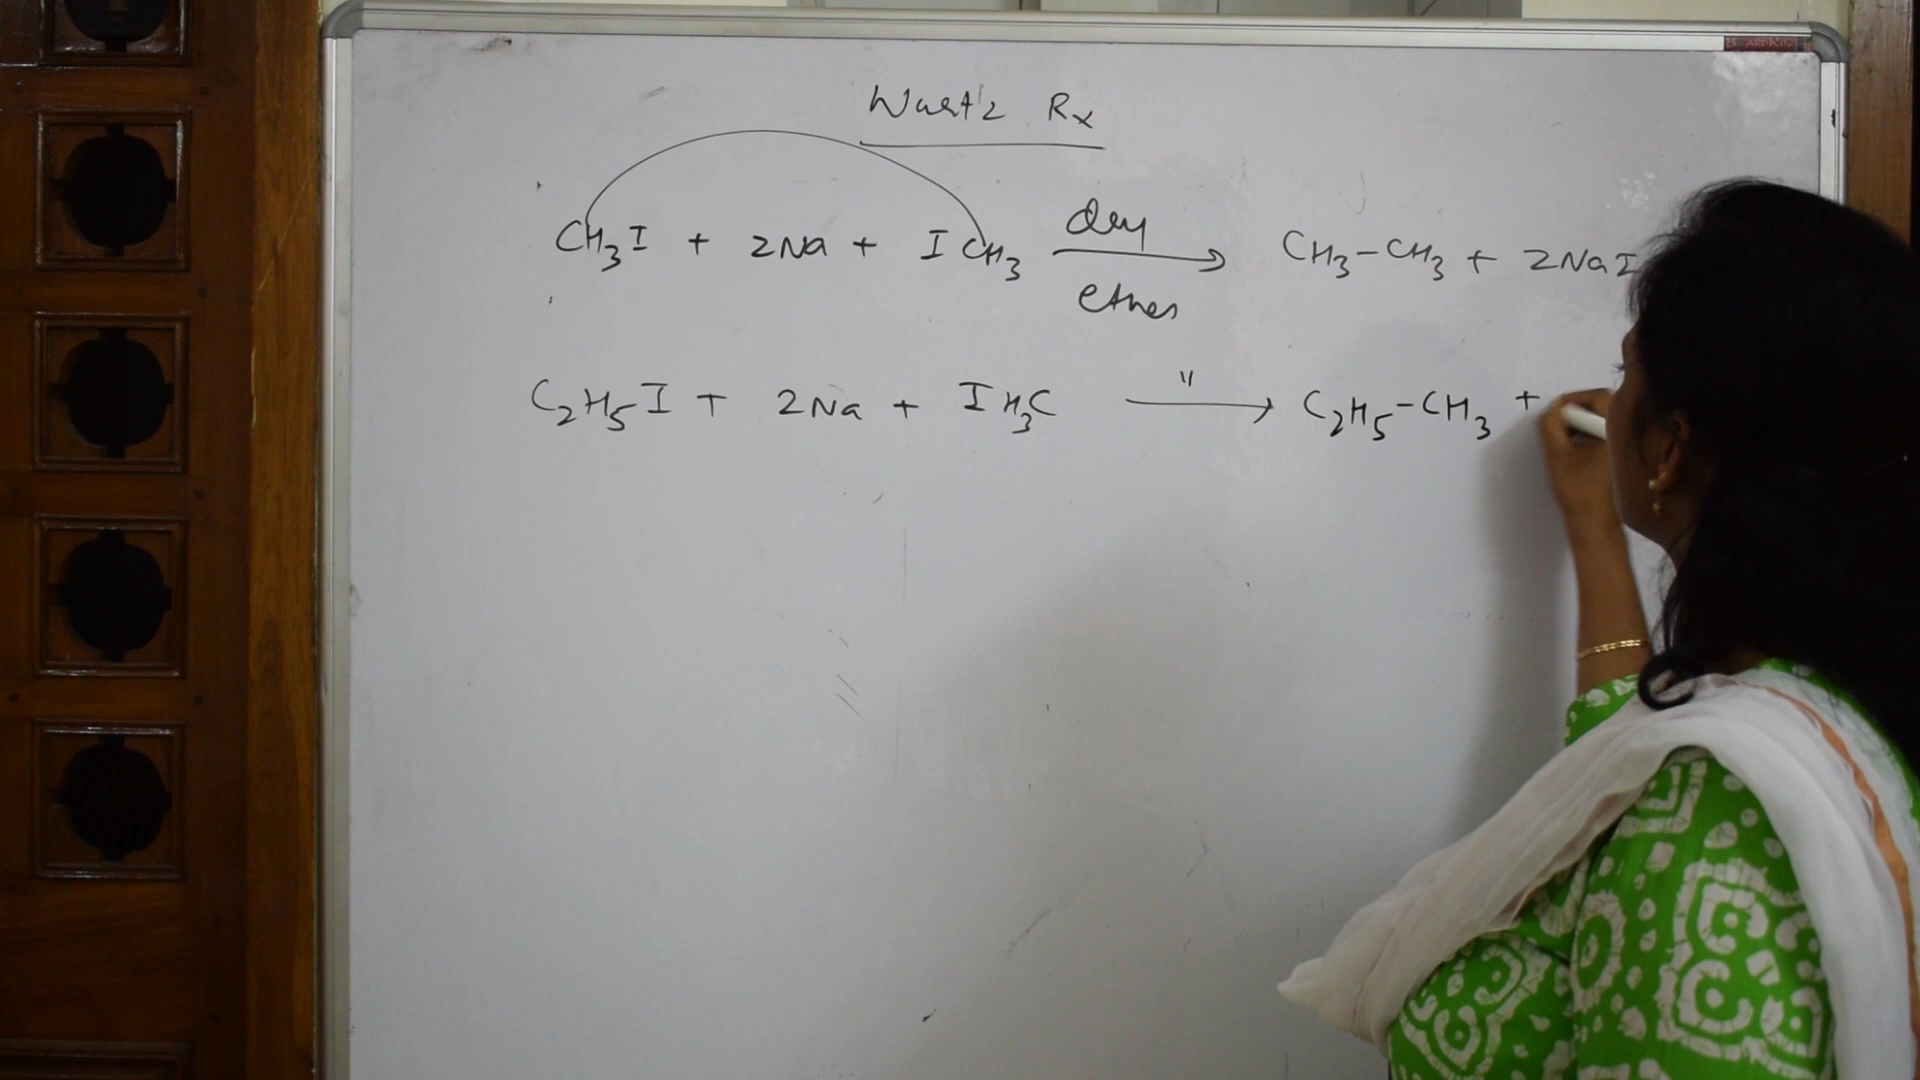 Wurtz Rx
CH₃I + 2Na + ICH₃ dry ether → CH₃-CH₃ + 2NaI
C₂H₅I + 2Na + IH₃C " → C₂H₅-CH₃ +